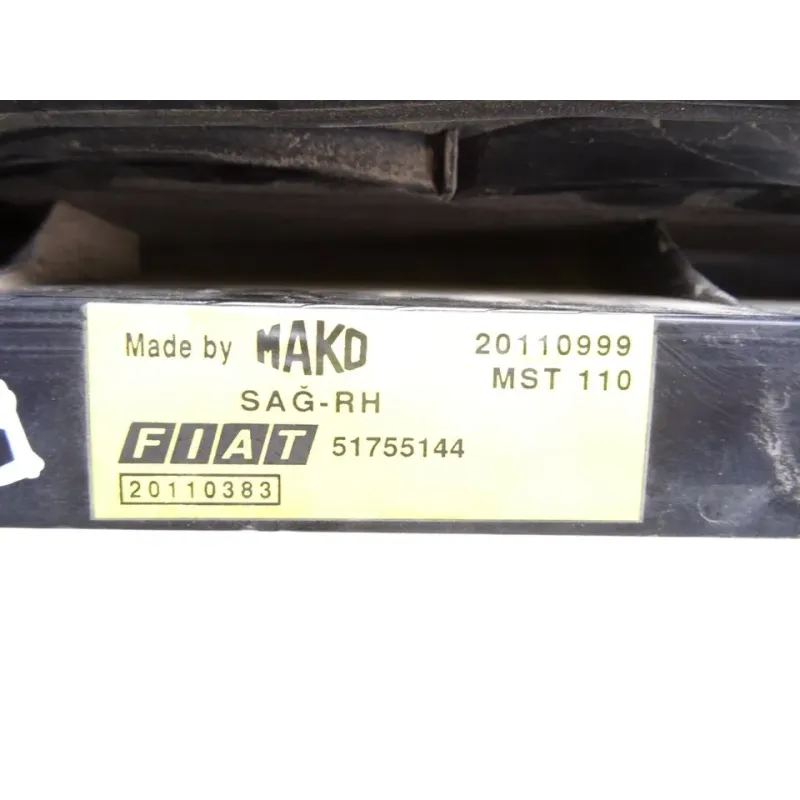 Made by MAKO 20110999
MST 110
SAĞ-RH
FIAT 51755144
20110383